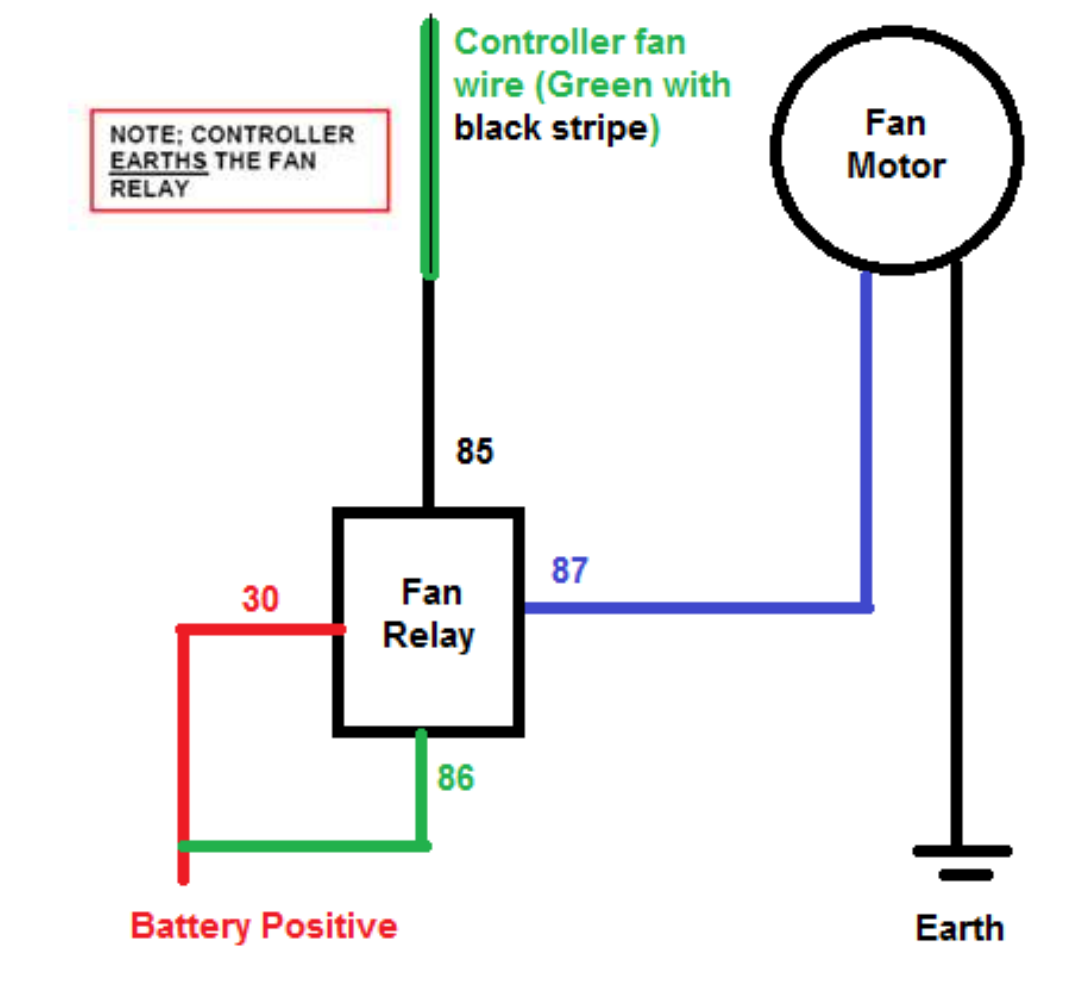 Controller fan
wire (Green with
black stripe)
NOTE; CONTROLLER
EARTHS THE FAN
RELAY
Fan
Motor
85
87
30
Fan
Relay
86
Battery Positive
Earth